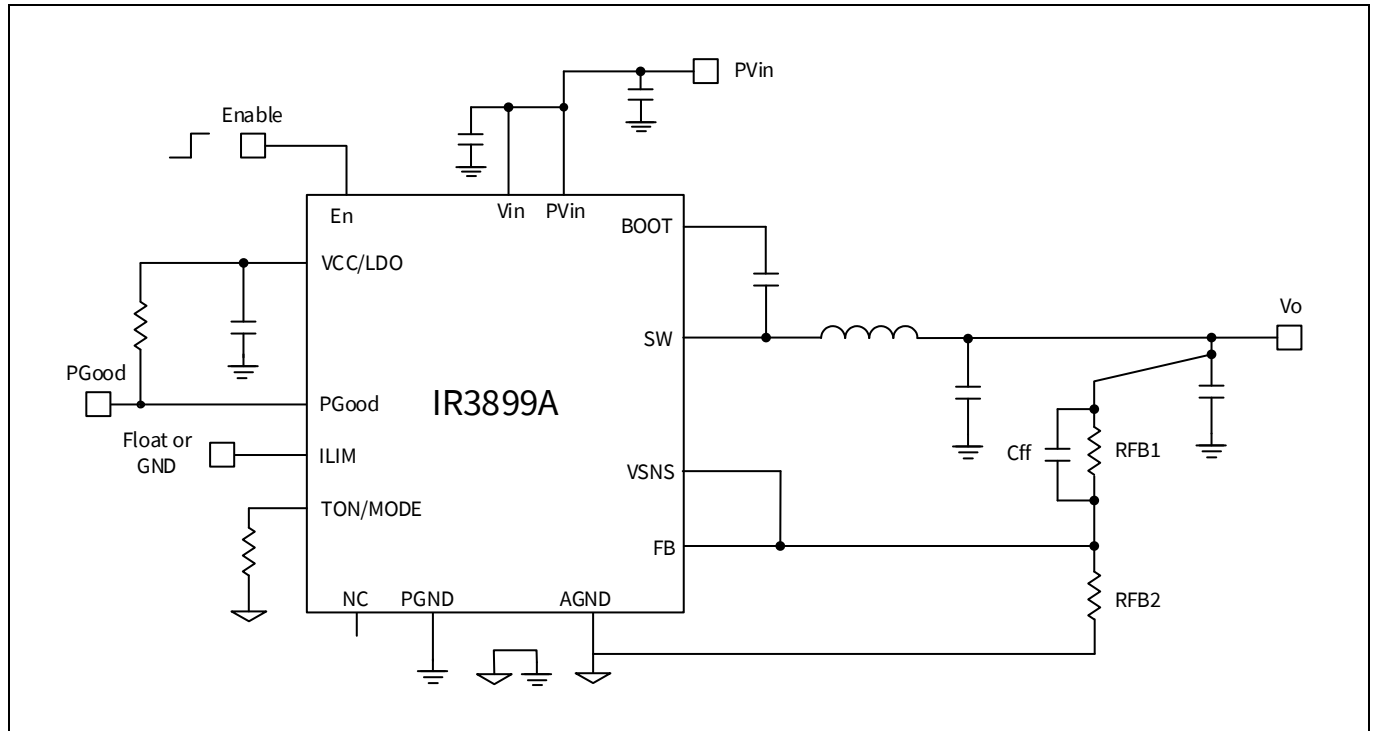 PVin
Enable
En
Vin
PVin
BOOT
VCC/LDO
SW
Vo
PGood
PGood
IR3899A
Float or
GND
ILIM
VSNS
Cff
RFB1
TON/MODE
FB
NC
PGND
AGND
RFB2